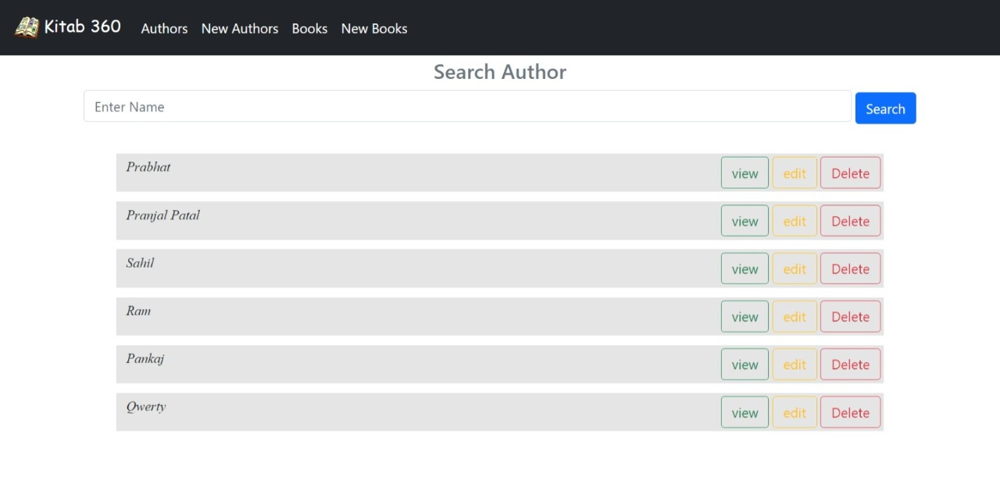 Kitab 360 Authors New Authors Books New Books
Search Author
Enter Name Search
Prabhat view edit Delete
Pranjal Patal view edit Delete
Sahil view edit Delete
Ram view edit Delete
Pankaj view edit Delete
Qwerty view edit Delete